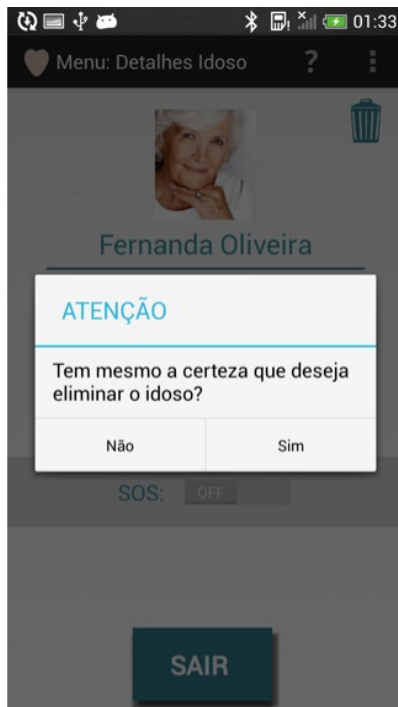 01:33
Menu: Detalhes Idoso ?
Fernanda Oliveira
ATENÇÃO
Tem mesmo a certeza que deseja
eliminar o idoso?
Não Sim
SOS: OFF
SAIR